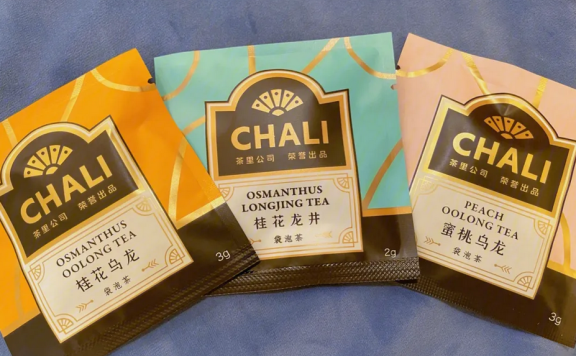 CHALI
茶里公司 荣誉出品
OSMANTHUS
OOLONG TEA
桂花乌龙
袋泡茶
3g
CHALI
茶里公司 荣誉出品
OSMANTHUS
LONGJING TEA
桂花龙井
袋泡茶
2g
CHALI
茶里公司 荣誉出品
PEACH
OOLONG TEA
蜜桃乌龙
袋泡茶
3g